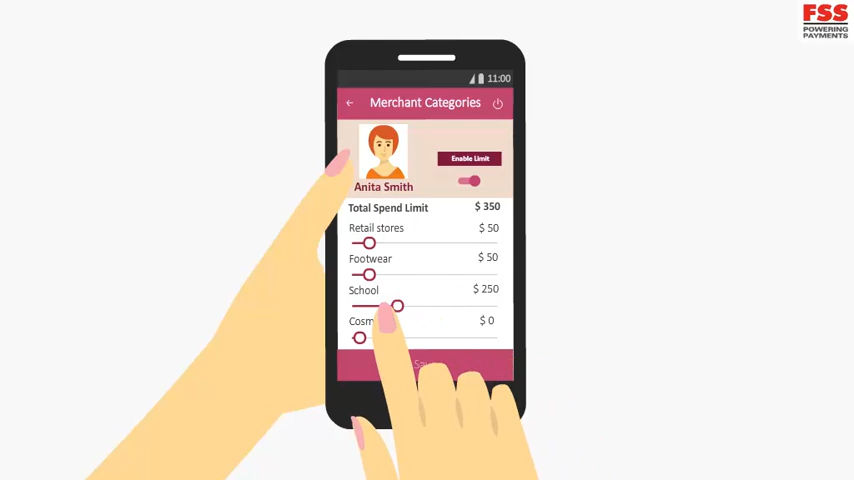 FSS
POWERING
PAYMENTS
11:00
Merchant Categories
Enable Limit
Anita Smith
Total Spend Limit $ 350
Retail stores $ 50
Footwear $ 50
School $ 250
$ 0